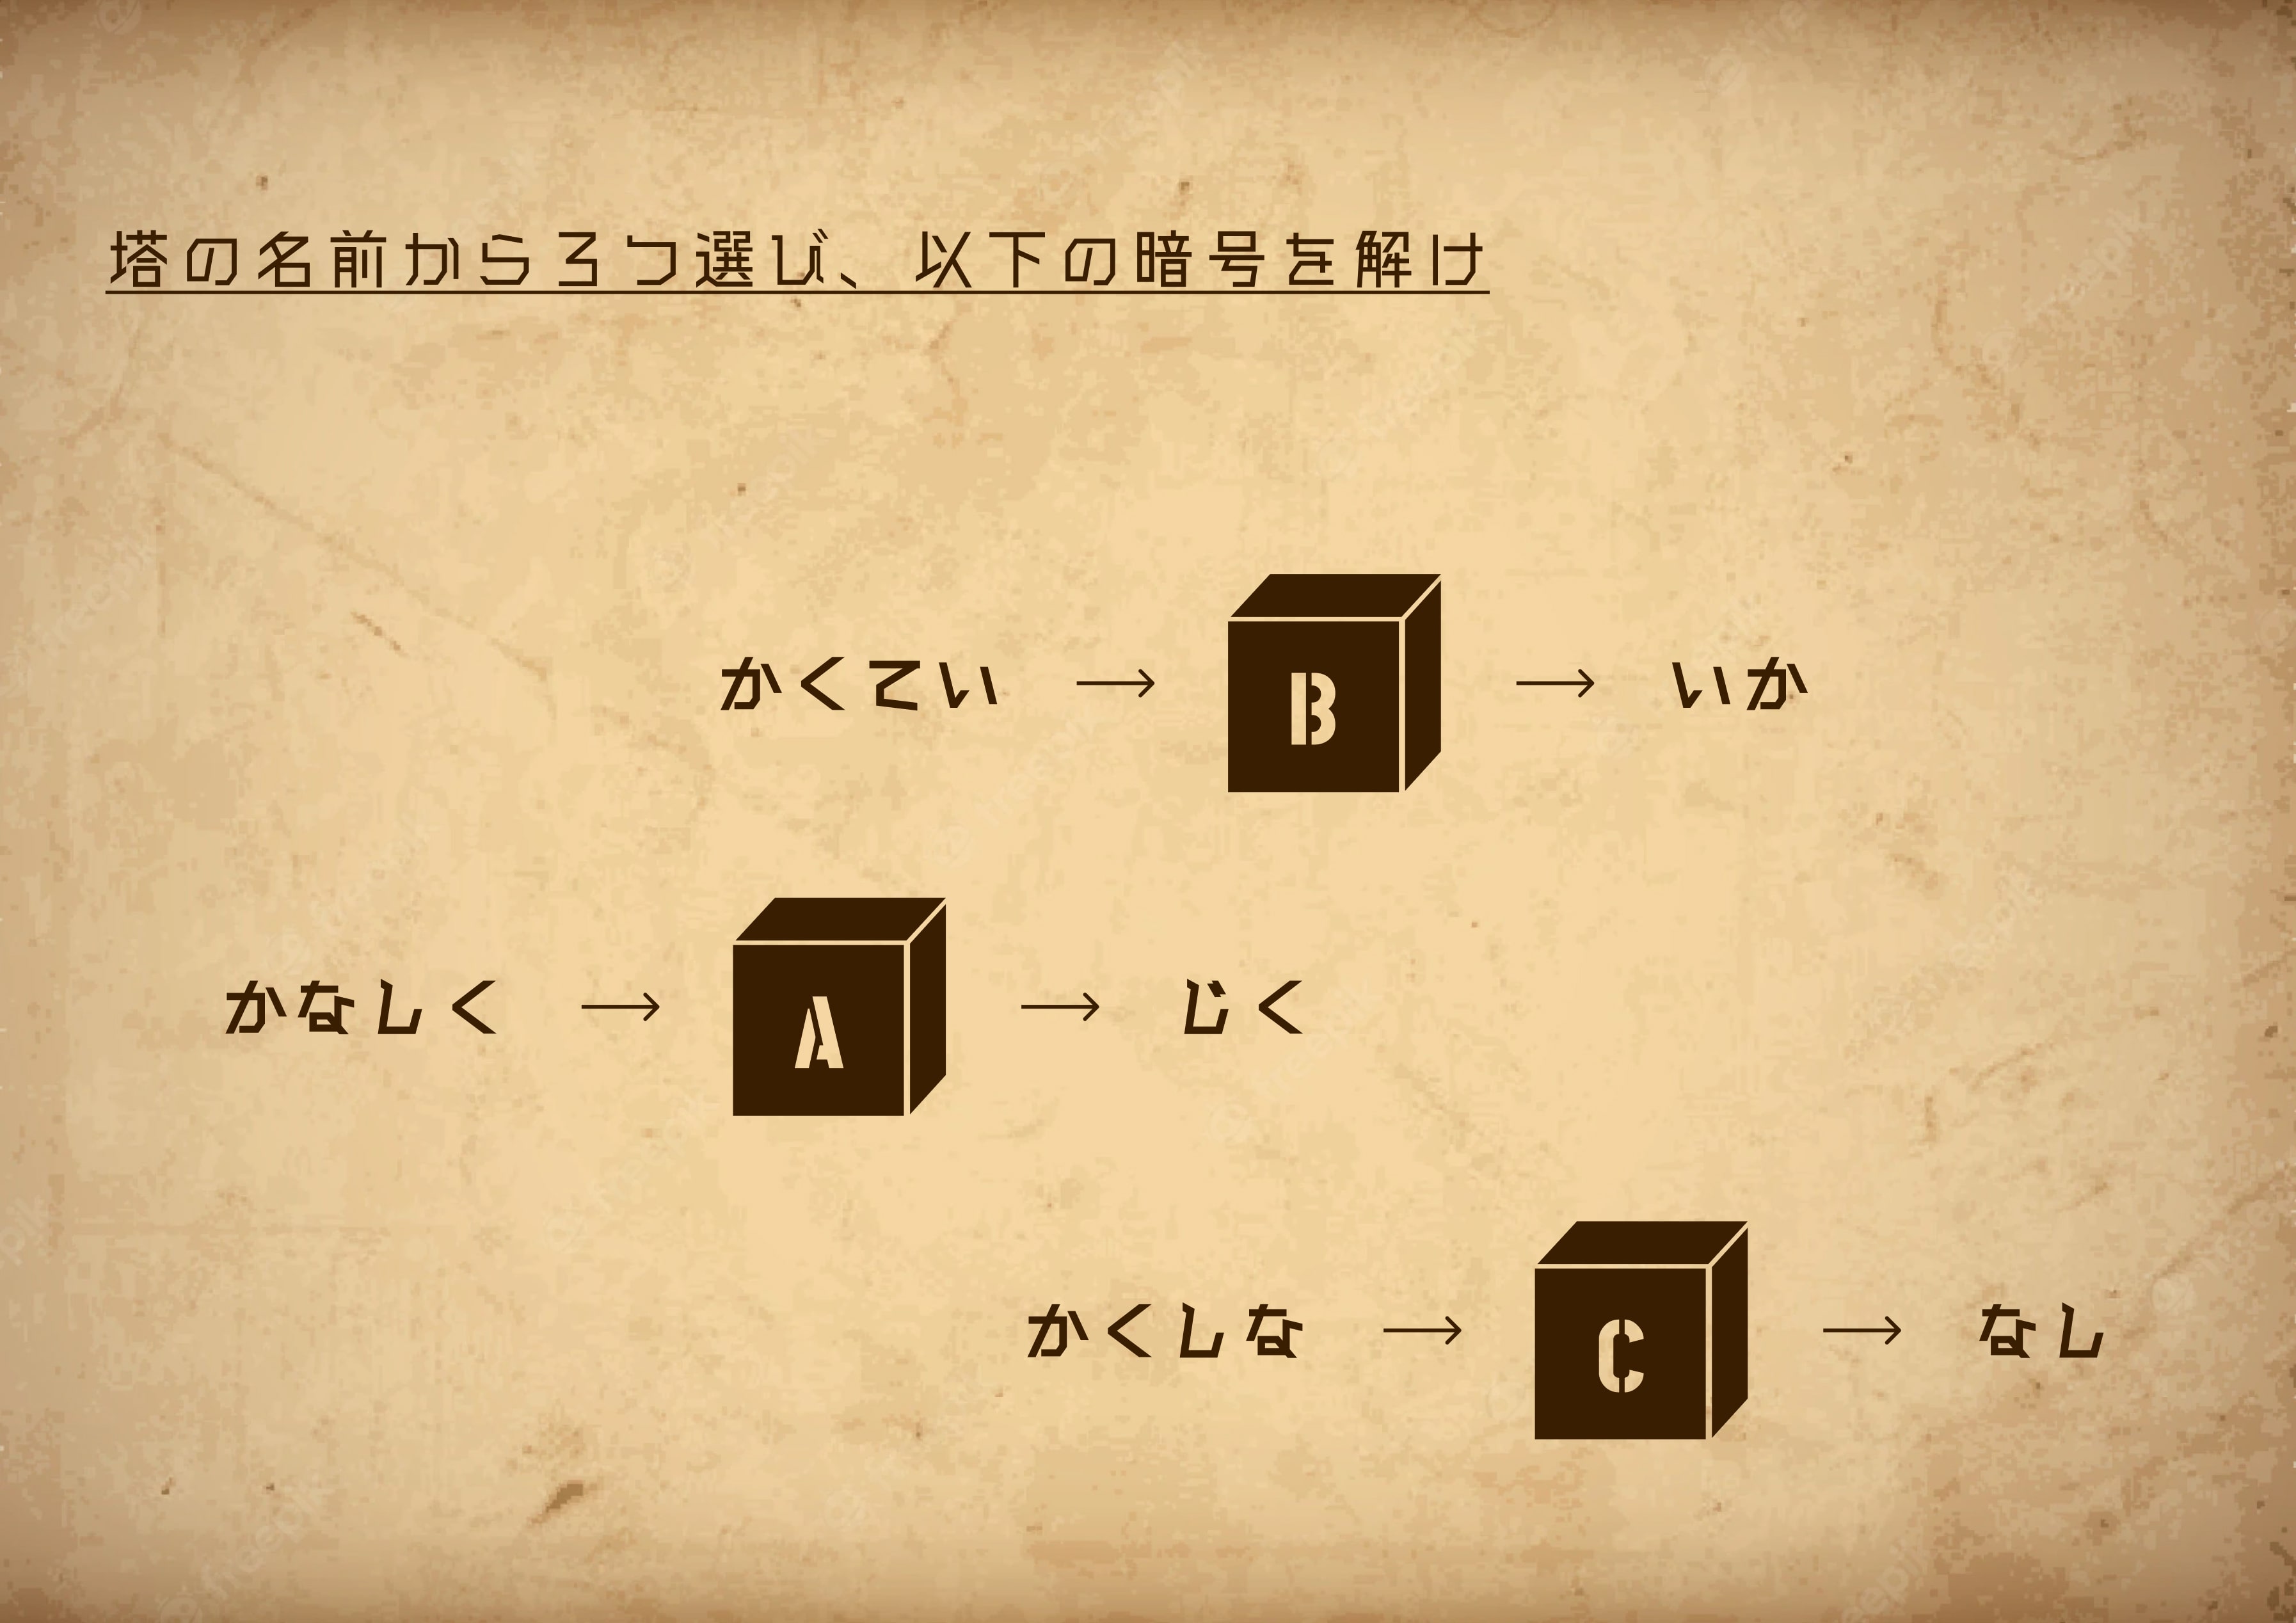 塔の名前から3つ選び、以下の暗号を解け
かくてい → B → いか
かなしく → A → じく
かくしな → C → なし